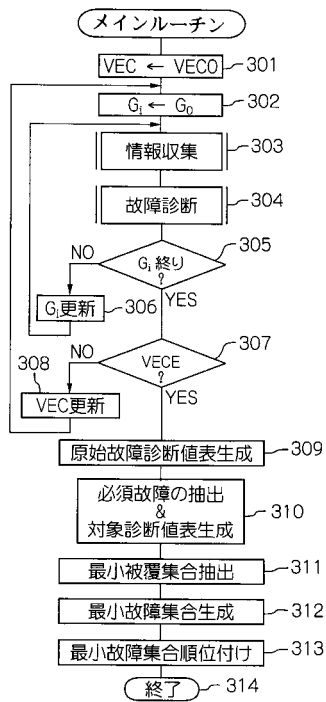 メインルーチン
VEC ← VECO 301
Gi ← G0 302
情報収集 303
故障診断 304
305
Gi 終り
?
NO
YES
Gi更新 306
307
VECE
?
NO
YES
308
VEC更新
原始故障診断値表生成 309
必須故障の抽出
&
対象診断値表生成
310
最小被覆集合抽出 311
最小故障集合生成 312
最小故障集合順位付け 313
終了 314